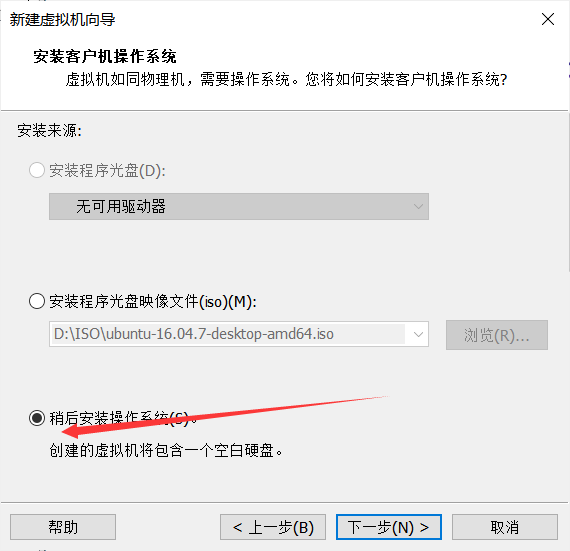 新建虚拟机向导
安装客户机操作系统
虚拟机如同物理机，需要操作系统。您将如何安装客户机操作系统?
安装来源:
安装程序光盘(D):
无可用驱动器
安装程序光盘映像文件(iso)(M):
D:\ISO\ubuntu-16.04.7-desktop-amd64.iso
浏览(R)...
稍后安装操作系统(S)。
创建的虚拟机将包含一个空白硬盘。
帮助
< 上一步(B)
下一步(N) >
取消